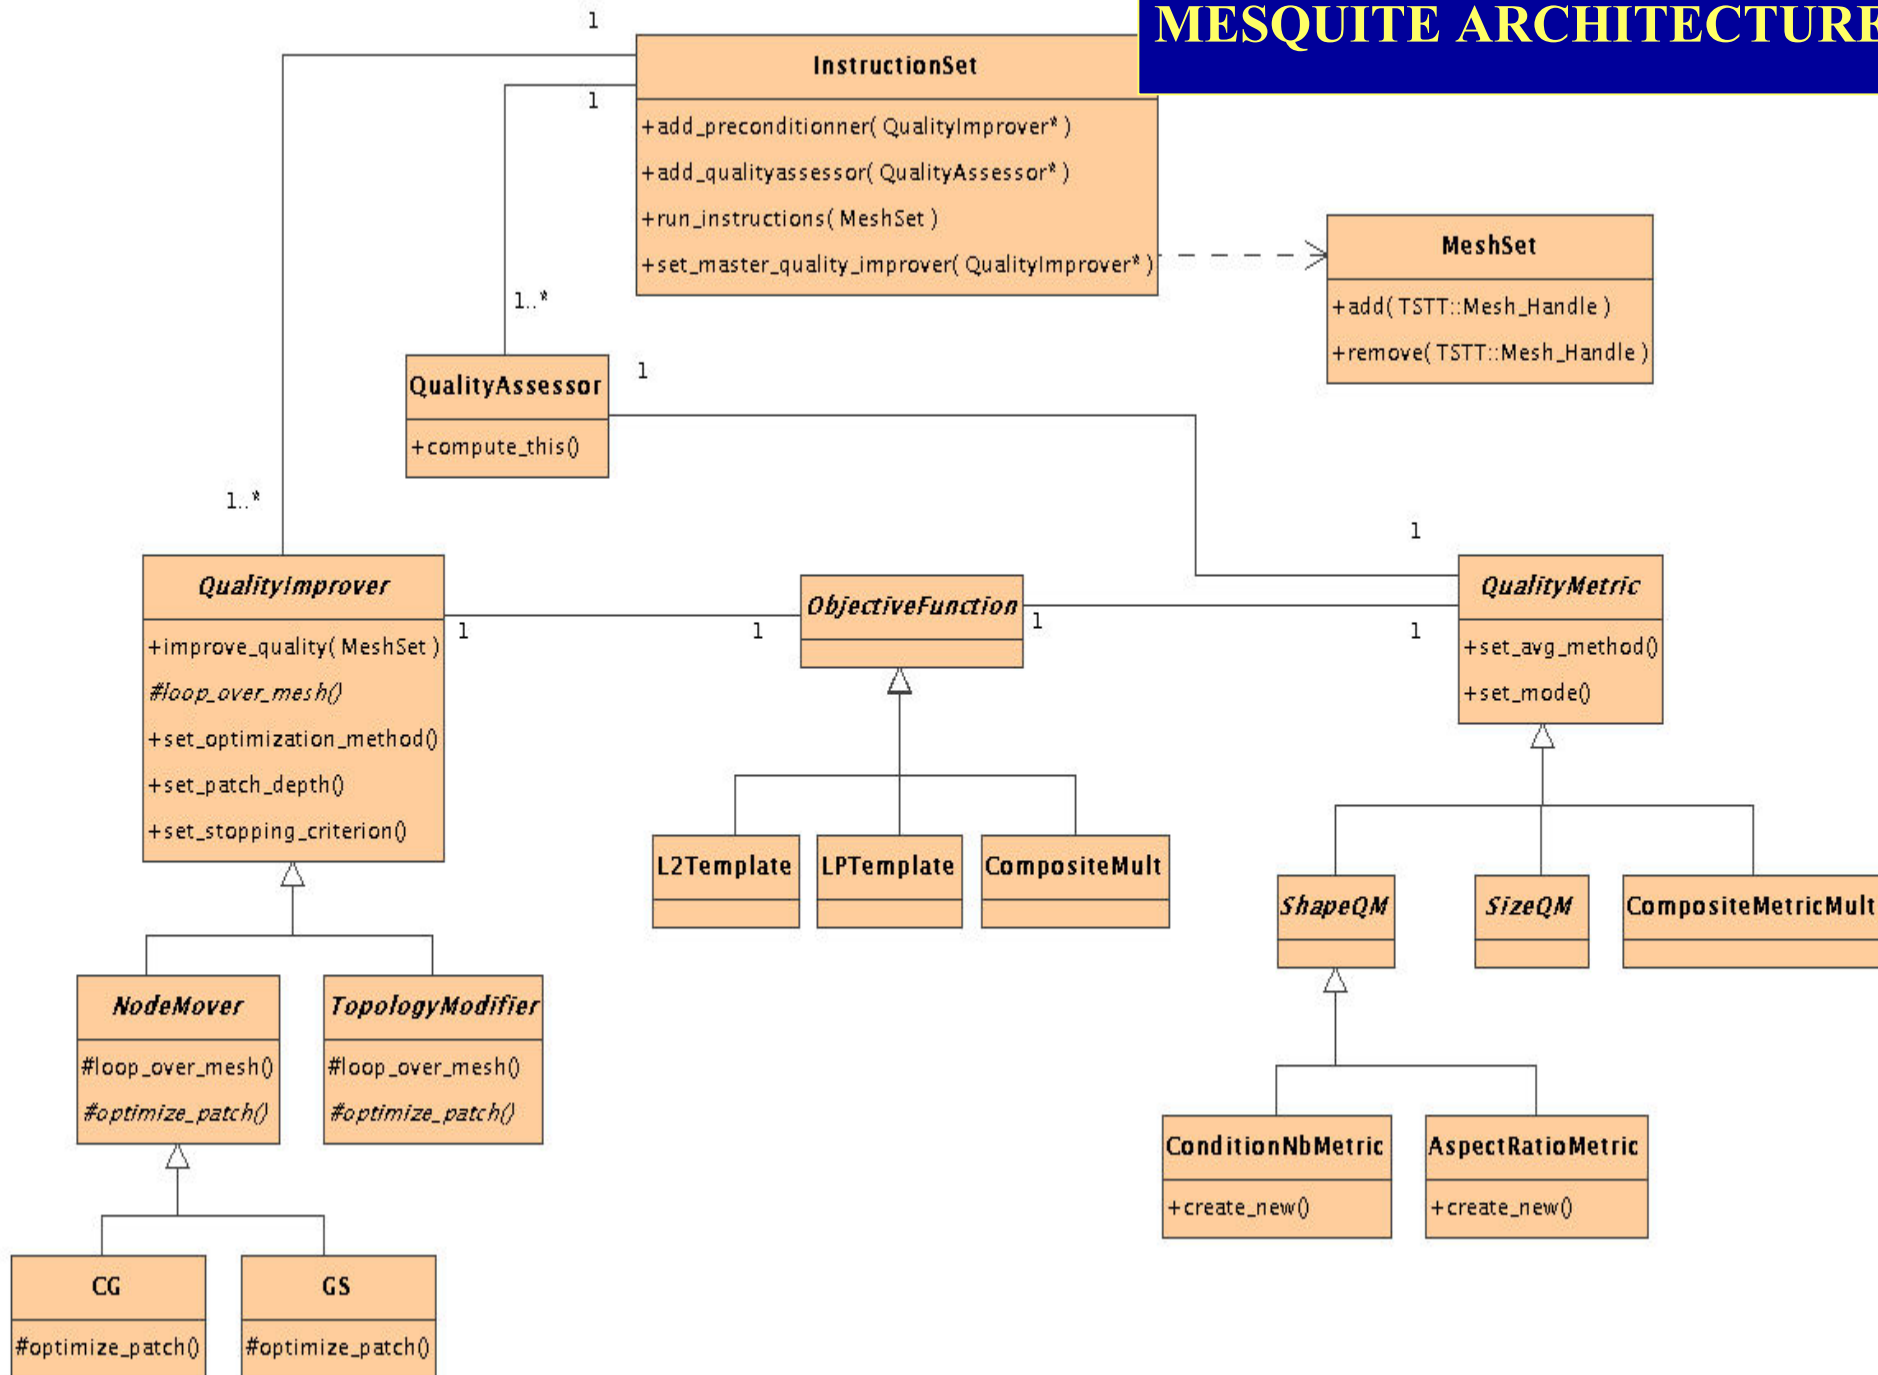 MESQUITE ARCHITECTURE
1
InstructionSet
1
+add_preconditionner( QualityImprover* )
+add_qualityassessor( QualityAssessor* )
+run_instructions( MeshSet )
+set_master_quality_improver( QualityImprover* )
MeshSet
+add( TSTT::Mesh_Handle )
+remove( TSTT::Mesh_Handle )
1..*
QualityAssessor
+compute_this()
1
1..*
1
QualityImprover
+improve_quality( MeshSet )
#loop_over_mesh()
+set_optimization_method()
+set_patch_depth()
+set_stopping_criterion()
1
1
ObjectiveFunction
1
1
QualityMetric
+set_avg_method()
+set_mode()
L2Template
LPTemplate
CompositeMult
ShapeQM
SizeQM
CompositeMetricMult
NodeMover
#loop_over_mesh()
#optimize_patch()
TopologyModifier
#loop_over_mesh()
#optimize_patch()
ConditionNbMetric
+create_new()
AspectRatioMetric
+create_new()
CG
#optimize_patch()
GS
#optimize_patch()